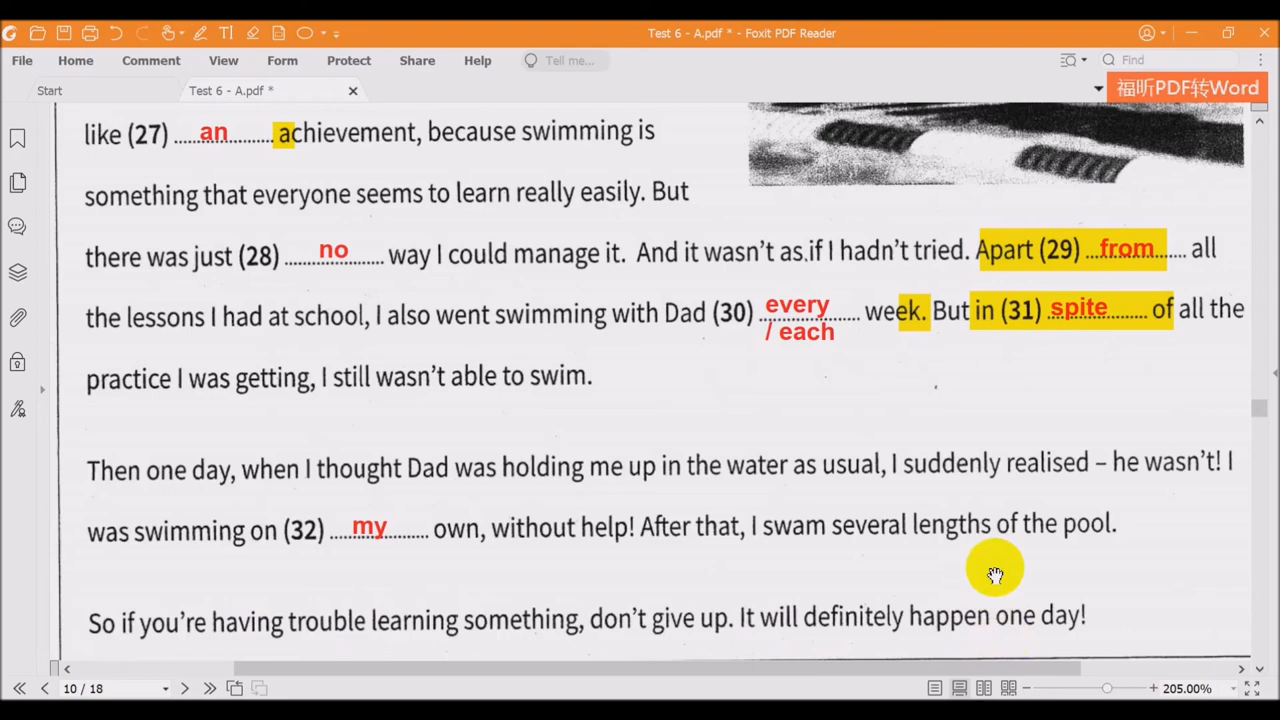 Test 6 - A.pdf * - Foxit PDF Reader
File Home Comment View Form Protect Share Help Tell me... Find
Start Test 6 - A.pdf *
福昕PDF转Word
like (27) an achievement, because swimming is
something that everyone seems to learn really easily. But
there was just (28) no way I could manage it. And it wasn't as if I hadn't tried. Apart (29) from all
the lessons I had at school, I also went swimming with Dad (30) every / each week. But in (31) spite of all the
practice I was getting, I still wasn't able to swim.
Then one day, when I thought Dad was holding me up in the water as usual, I suddenly realised – he wasn't! I
was swimming on (32) my own, without help! After that, I swam several lengths of the pool.
So if you're having trouble learning something, don't give up. It will definitely happen one day!
10 / 18 205.00%